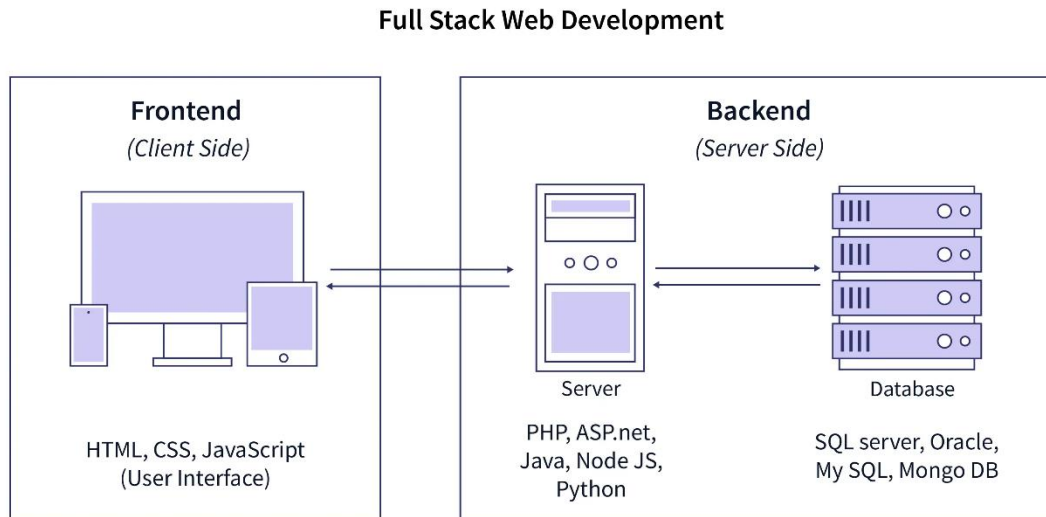 Full Stack Web Development
Frontend
(Client Side)
HTML, CSS, JavaScript
(User Interface)
Backend
(Server Side)
Server
PHP, ASP.net,
Java, Node JS,
Python
Database
SQL server, Oracle,
My SQL, Mongo DB